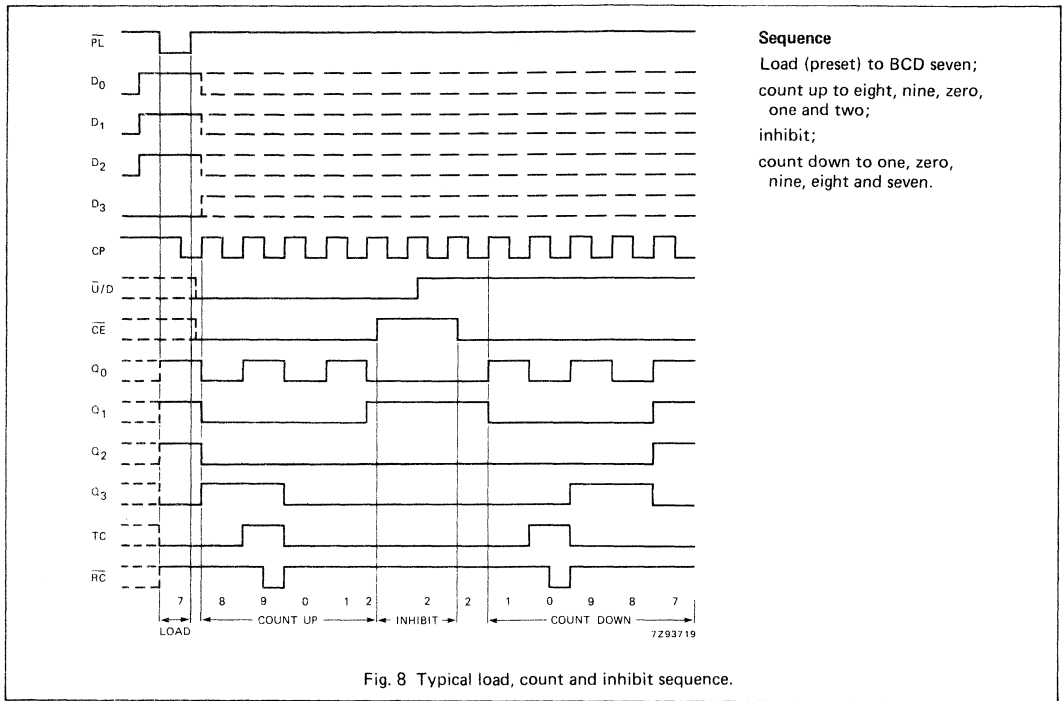 PL
D0
D1
D2
D3
CP
U/D
CE
Q0
Q1
Q2
Q3
TC
RC
7 8 9 0 1 2 2 2 1 0 9 8 7
LOAD COUNT UP INHIBIT COUNT DOWN
7Z93719
Sequence
Load (preset) to BCD seven;
count up to eight, nine, zero,
one and two;
inhibit;
count down to one, zero,
nine, eight and seven.
Fig. 8 Typical load, count and inhibit sequence.